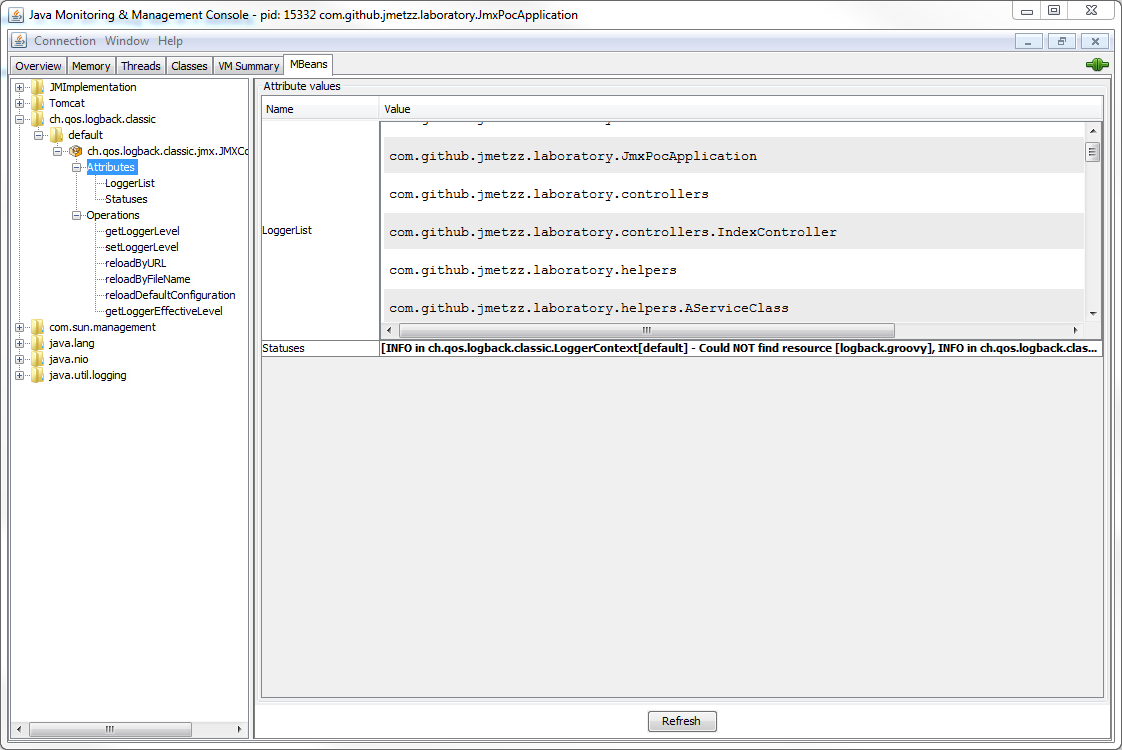 Java Monitoring & Management Console - pid: 15332 com.github.jmetzz.laboratory.JmxPocApplication
Connection Window Help
Overview Memory Threads Classes VM Summary MBeans
JMImplementation
Tomcat
ch.qos.logback.classic
default
ch.qos.logback.classic.jmx.JMXCo
Attributes
LoggerList
Statuses
Operations
getLoggerLevel
setLoggerLevel
reloadByURL
reloadByFileName
reloadDefaultConfiguration
getLoggerEffectiveLevel
com.sun.management
java.lang
java.nio
java.util.logging
Attribute values
Name Value
LoggerList
com.github.jmetzz.laboratory.JmxPocApplication
com.github.jmetzz.laboratory.controllers
com.github.jmetzz.laboratory.controllers.IndexController
com.github.jmetzz.laboratory.helpers
com.github.jmetzz.laboratory.helpers.AServiceClass
Statuses [INFO in ch.qos.logback.classic.LoggerContext[default] - Could NOT find resource [logback.groovy], INFO in ch.qos.logback.clas...
Refresh